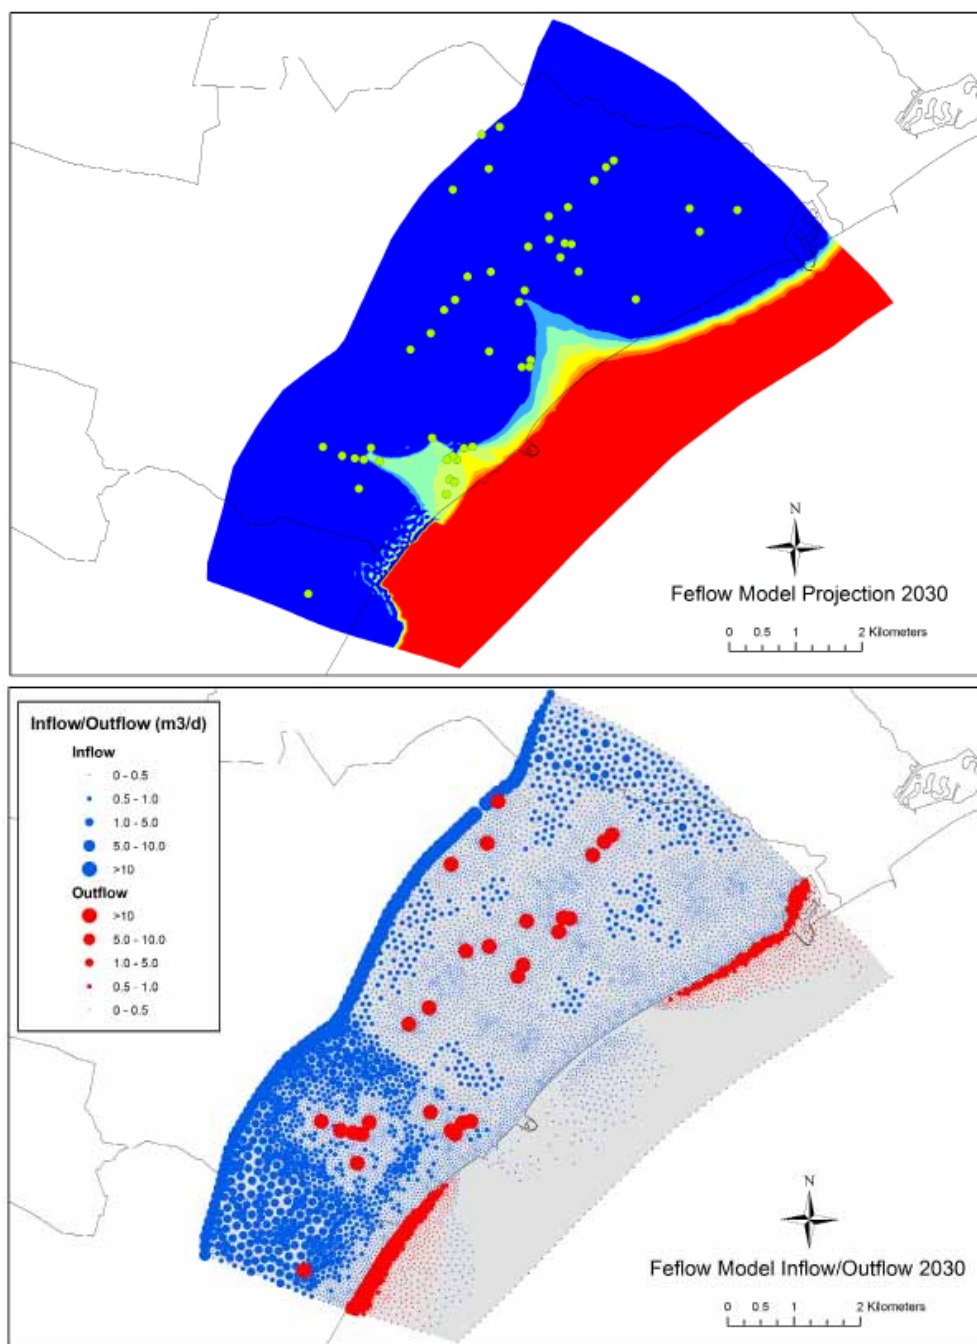 N
Feflow Model Projection 2030
0 0.5 1 2 Kilometers
Inflow/Outflow (m3/d)
Inflow
0 - 0.5
0.5 - 1.0
1.0 - 5.0
5.0 - 10.0
>10
Outflow
>10
5.0 - 10.0
1.0 - 5.0
0.5 - 1.0
0 - 0.5
N
Feflow Model Inflow/Outflow 2030
0 0.5 1 2 Kilometers